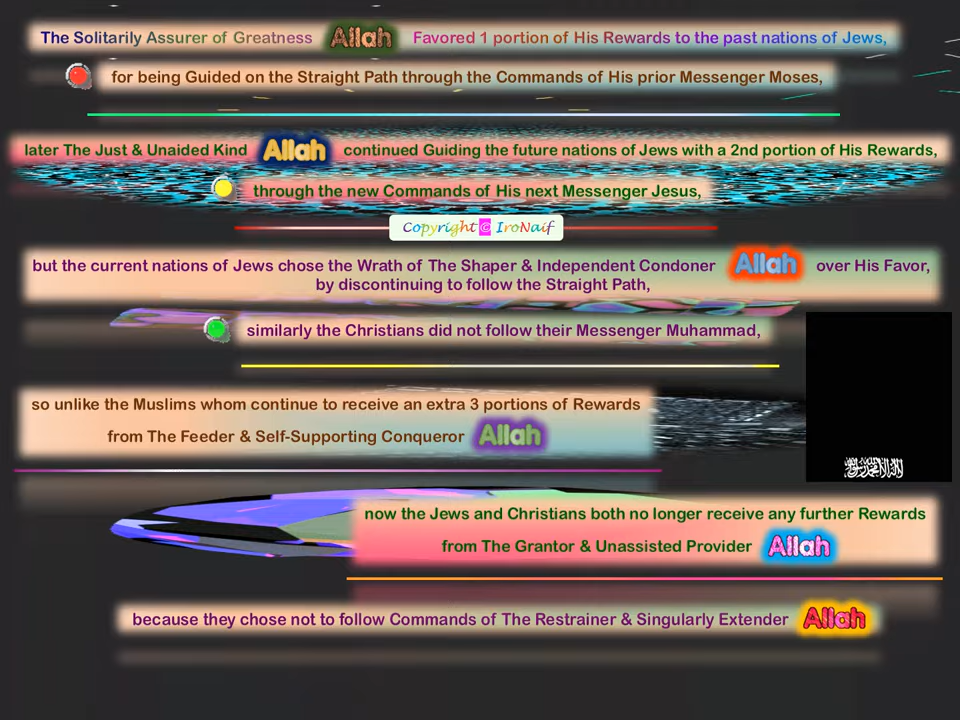 The Solitarily Assurer of Greatness Allah Favored 1 portion of His Rewards to the past nations of Jews,
for being Guided on the Straight Path through the Commands of His prior Messenger Moses,
later The Just & Unaided Kind Allah continued Guiding the future nations of Jews with a 2nd portion of His Rewards,
through the new Commands of His next Messenger Jesus,
Copyright © IroNaif
but the current nations of Jews chose the Wrath of The Shaper & Independent Condoner Allah over His Favor,
by discontinuing to follow the Straight Path,
similarly the Christians did not follow their Messenger Muhammad,
so unlike the Muslims whom continue to receive an extra 3 portions of Rewards
from The Feeder & Self-Supporting Conqueror Allah
now the Jews and Christians both no longer receive any further Rewards
from The Grantor & Unassisted Provider Allah
because they chose not to follow Commands of The Restrainer & Singularly Extender Allah